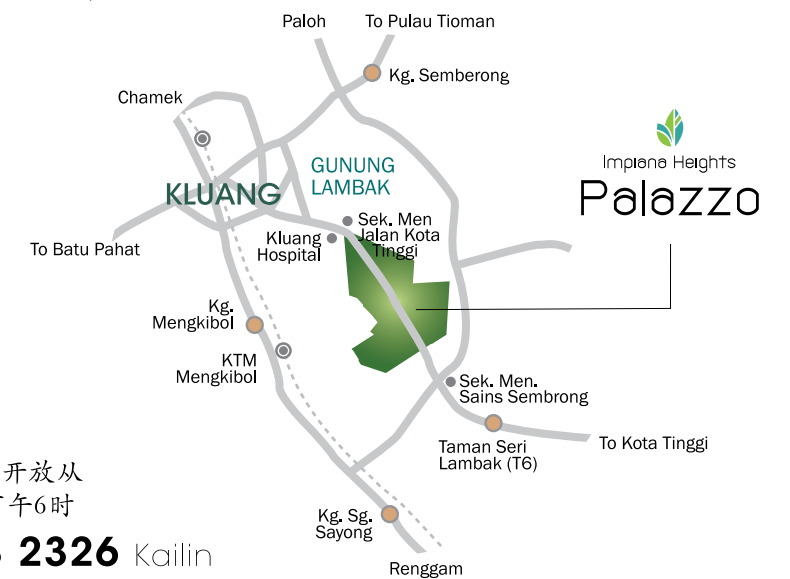 Paloh
To Pulau Tioman
Kg. Semberong
Chamek
GUNUNG
LAMBAK
Impiana Heights
Palazzo
KLUANG
Sek. Men
Jalan Kota
Tinggi
Kluang
Hospital
To Batu Pahat
Kg.
Mengkibol
KTM
Mengkibol
Sek. Men.
Sains Sembrong
Taman Seri
Lambak (T6)
To Kota Tinggi
开放从
午6时
Kg. Sg.
Sayong
2326 Kailin
Renggam